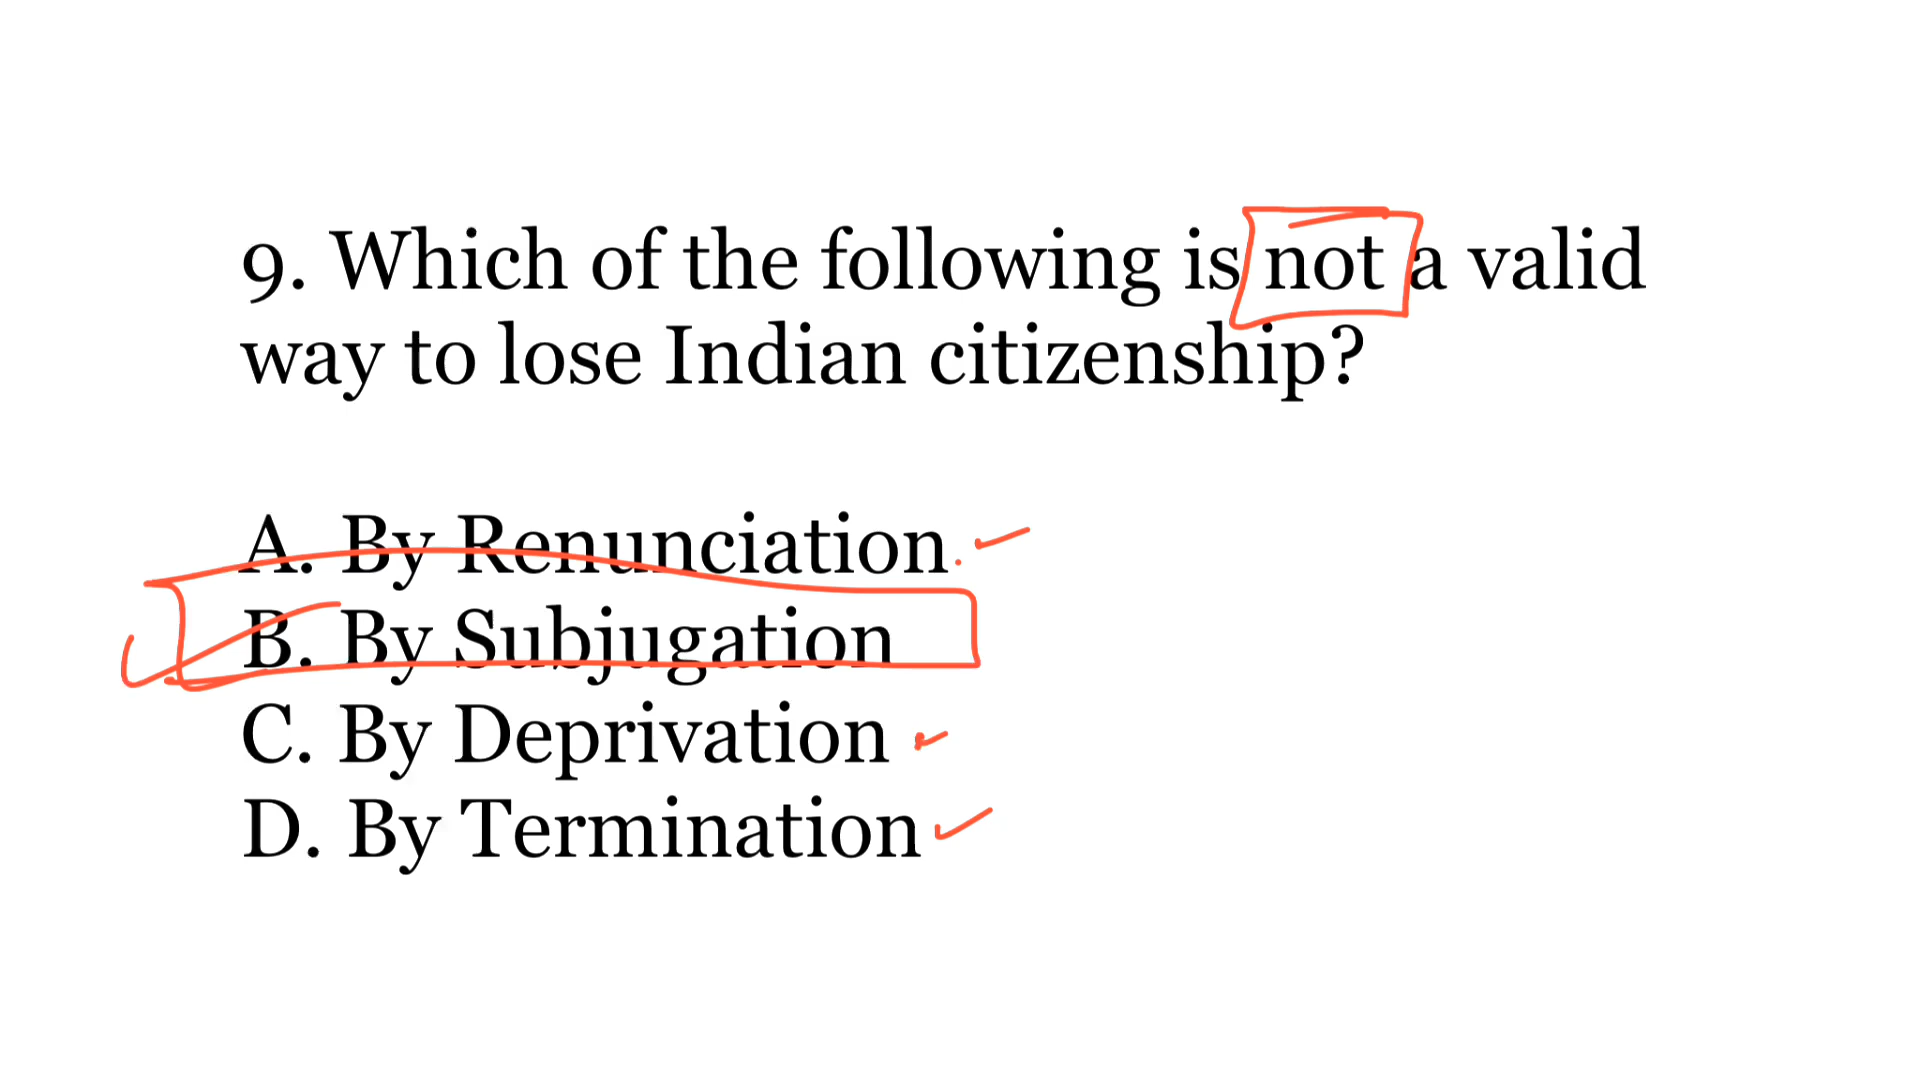 9. Which of the following is not a valid
way to lose Indian citizenship?
A. By Renunciation
B. By Subjugation
C. By Deprivation
D. By Termination